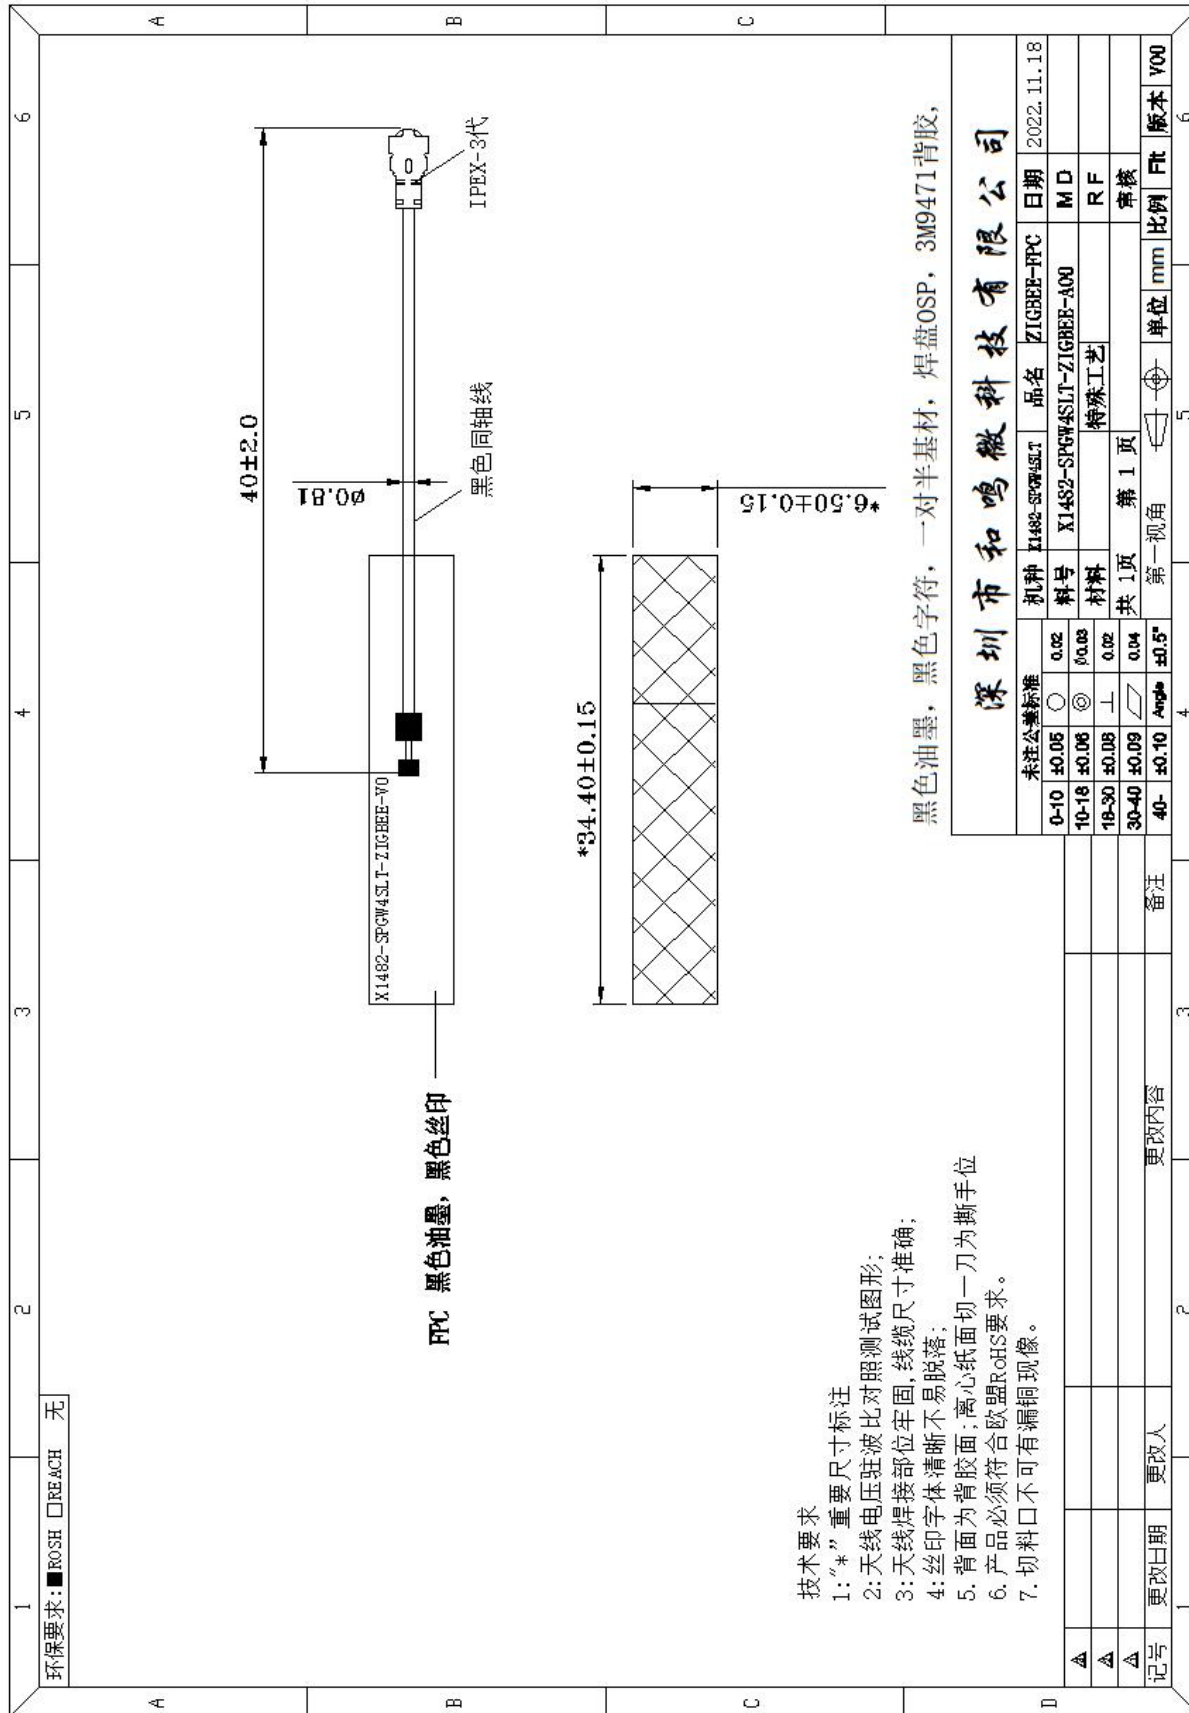 1 2 3 4 5 6
环保要求:■ROSH □REACH 无
A A
B B
C C
D
40±2.0
Ø0.81
IPEX-3代
黑色同轴线
X1482-SPGW4SLT-ZIGBEE-V0
FPC 黑色油墨, 黑色丝印
*34.40±0.15
*6.50±0.15
黑色油墨, 黑色字符, 一对半基材, 焊盘OSP, 3M9471背胶,
技术要求
1:"*"重要尺寸标注
2:天线电压驻波比对照测试图形;
3:天线焊接部位牢固,线缆尺寸准确;
4:丝印字体清晰不易脱落;
5.背面为背胶面;离心纸面切一刀为撕手位
6.产品必须符合欧盟RoHS要求。
7.切料口不可有漏铜现像。
深圳市和鸣微科技有限公司
未注公差标准 机种 X1482-SPGW4SLT 品名 ZIGBEE-FPC 日期 2022.11.18
0-10 ±0.05 ○ 0.02 料号 X1482-SPGW4SLT-ZIGBEE-A00 M D
10-18 ±0.06 ◎ Ø0.03 材料 特殊工艺 R F
18-30 ±0.08 ⊥ 0.02 共 1页 第 1 页 审核
30-40 ±0.09 ▱ 0.04
40- ±0.10 Angle ±0.5° 第一视角 单位 mm 比例 Fit 版本 V00
记号 更改日期 更改人 更改内容 备注
1 2 3 4 5 6